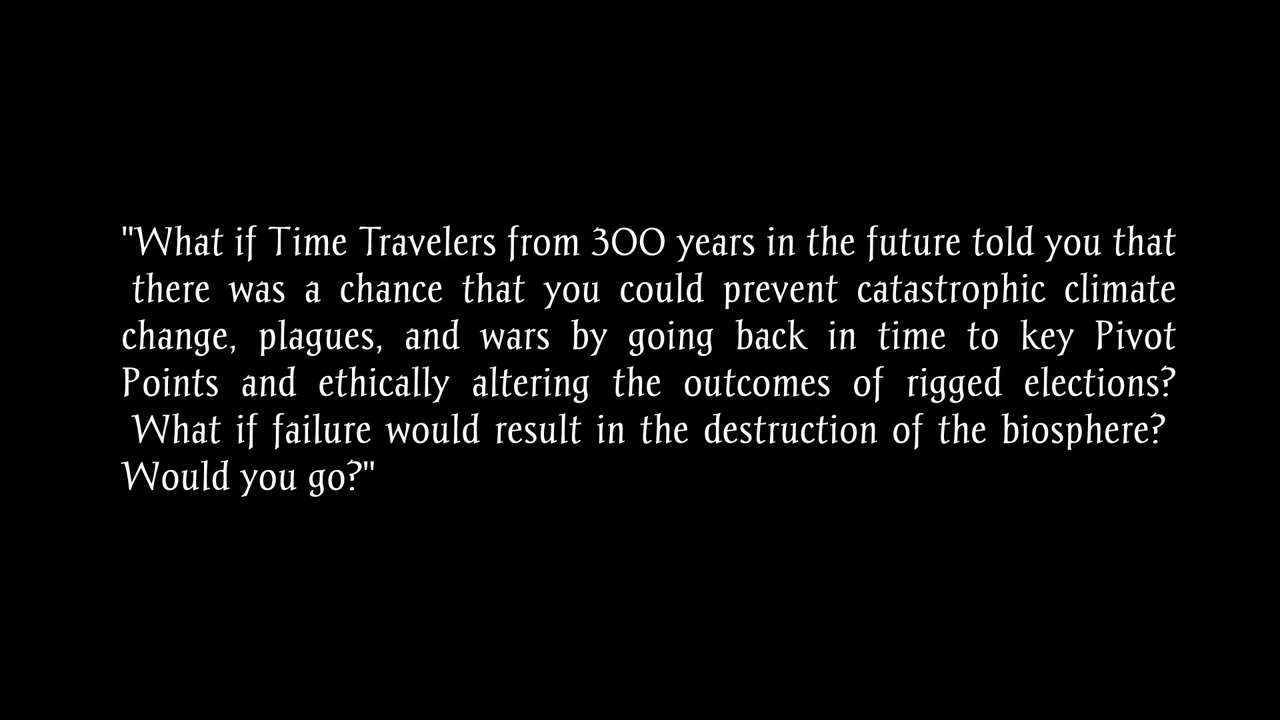 "What if Time Travelers from 300 years in the future told you that
there was a chance that you could prevent catastrophic climate
change, plagues, and wars by going back in time to key Pivot
Points and ethically altering the outcomes of rigged elections?
What if failure would result in the destruction of the biosphere?
Would you go?"